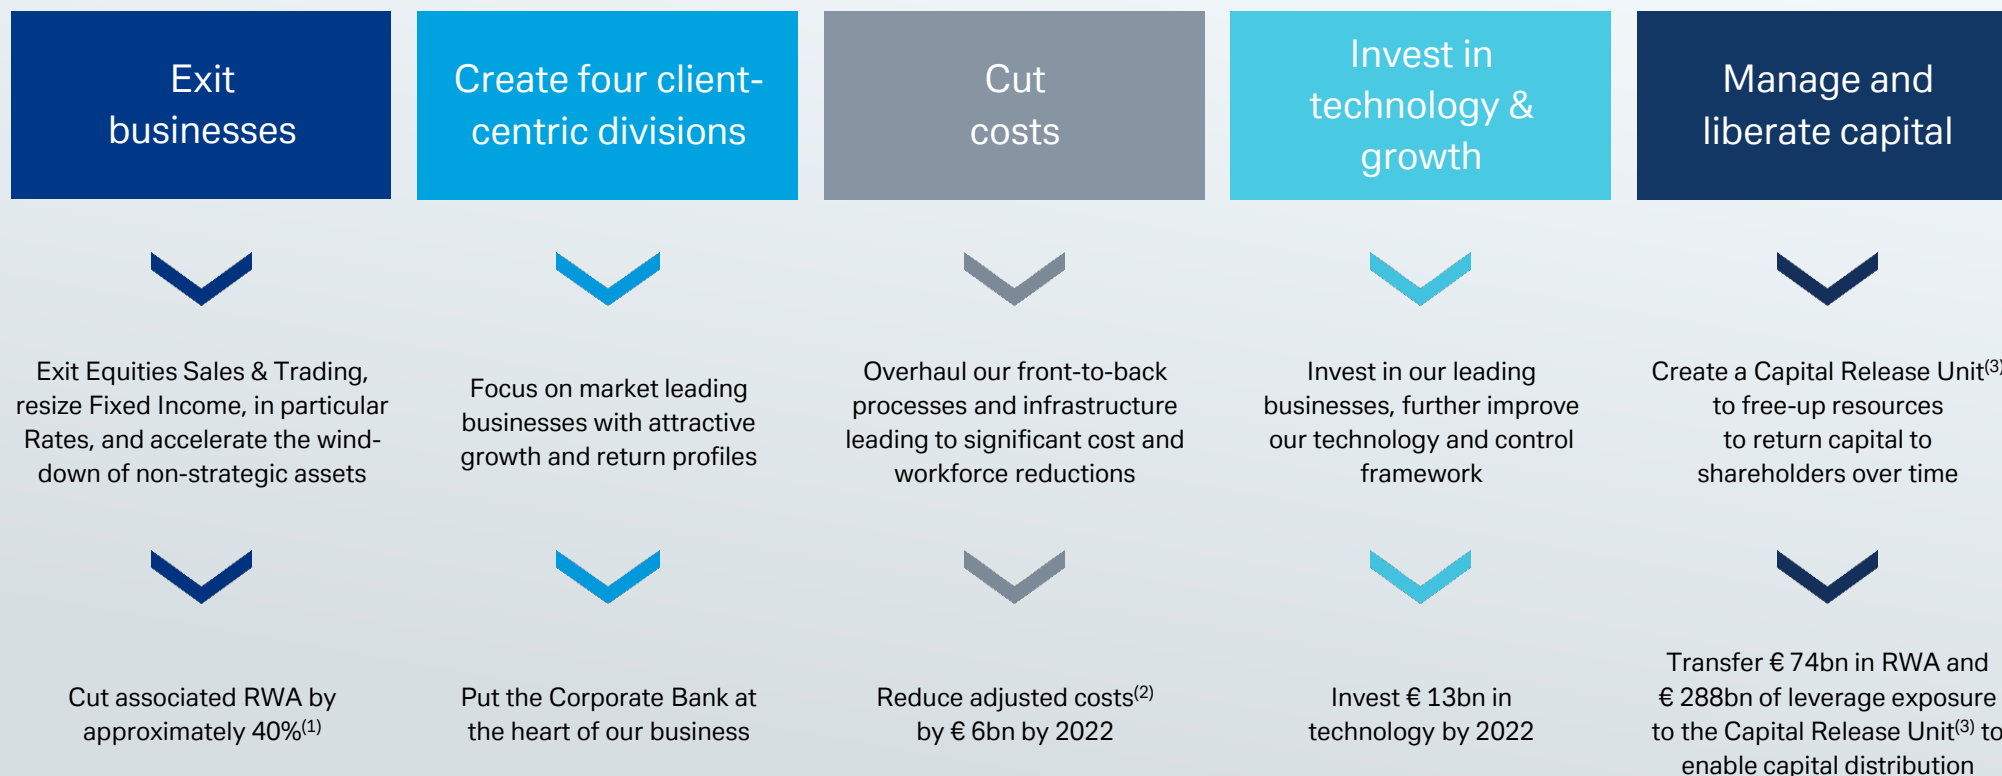 Exit
businesses
Create four client-
centric divisions
Cut
costs
Invest in
technology &
growth
Manage and
liberate capital
Exit Equities Sales & Trading,
resize Fixed Income, in particular
Rates, and accelerate the wind-
down of non-strategic assets
Focus on market leading
businesses with attractive
growth and return profiles
Overhaul our front-to-back
processes and infrastructure
leading to significant cost and
workforce reductions
Invest in our leading
businesses, further improve
our technology and control
framework
Create a Capital Release Unit(3)
to free-up resources
to return capital to
shareholders over time
Cut associated RWA by
approximately 40%(1)
Put the Corporate Bank at
the heart of our business
Reduce adjusted costs(2)
by € 6bn by 2022
Invest € 13bn in
technology by 2022
Transfer € 74bn in RWA and
€ 288bn of leverage exposure
to the Capital Release Unit(3) to
enable capital distribution